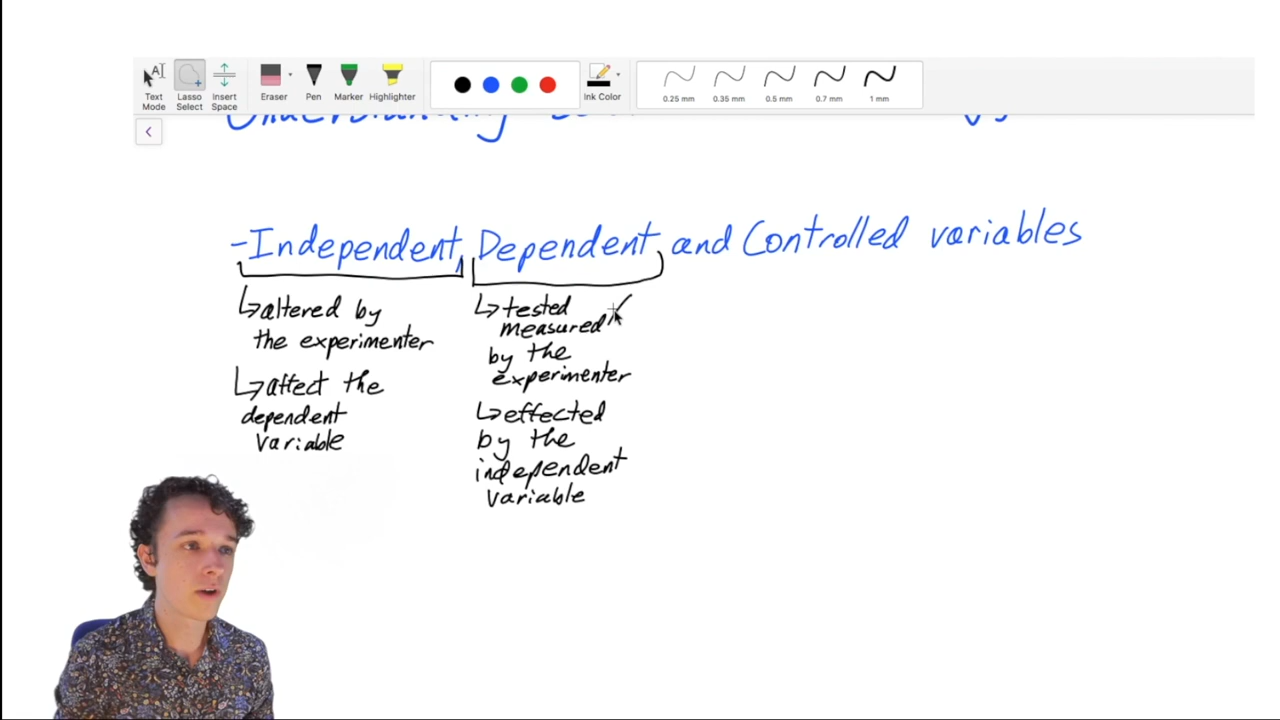 Text Mode
Lasso Select
Insert Space
Eraser
Pen
Marker
Highlighter
Ink Color
0.25 mm
0.35 mm
0.5 mm
0.7 mm
1 mm
Understanding
-Independent, Dependent and Controlled variables
↳altered by
the experimenter
↳affect the
dependent
variable
↳tested
measured
by the
experimenter
↳effected
by the
independent
variable